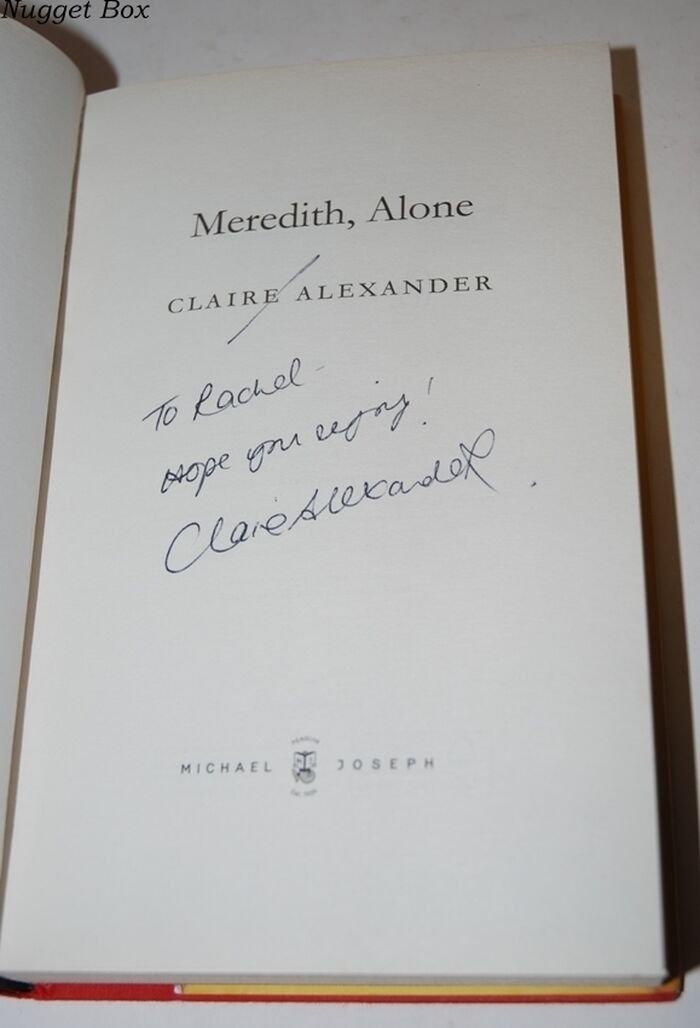 Nugget Box
Meredith, Alone
CLAIRE ALEXANDER
To Rachel -
Hope you enjoy!
Claire Alexander.
MICHAEL JOSEPH